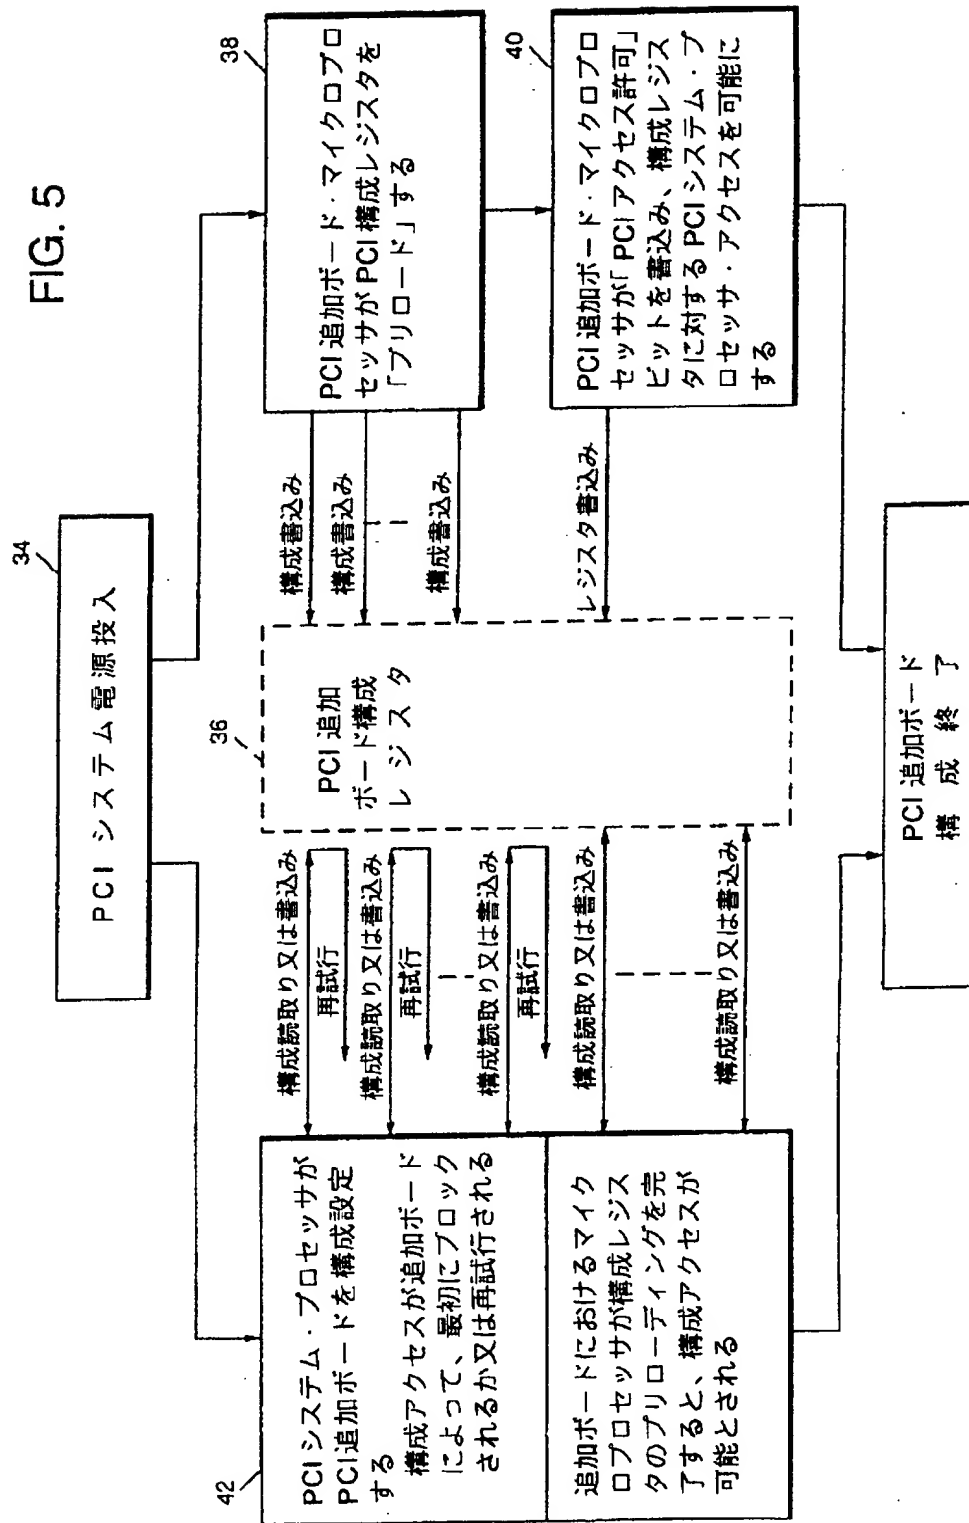 FIG. 5
34
PCI システム電源投入
38
PCI 追加ボード・マイクロプロ
セッサが PCI 構成レジスタを
「プリロード」する
40
PCI 追加ボード・マイクロプロ
セッサが「PCI アクセス許可」
ビットを書込み、構成レジス
タに対する PCI システム・プ
ロセッサ・アクセスを可能に
する
構成書込み
構成書込み
構成書込み
レジスタ書込み
36
PCI 追加
ボード構成
レジスタ
構成読取り又は書込み
再試行
構成読取り又は書込み
再試行
構成読取り又は書込み
再試行
構成読取り又は書込み
構成読取り又は書込み
42
PCI システム・プロセッサが
PCI 追加ボードを構成設定
する
構成アクセスが追加ボード
によって、最初にブロック
されるか又は再試行される
追加ボードにおけるマイク
ロプロセッサが構成レジス
タのプリローディングを完
了すると、構成アクセスが
可能とされる
PCI 追加ボード
構成終了